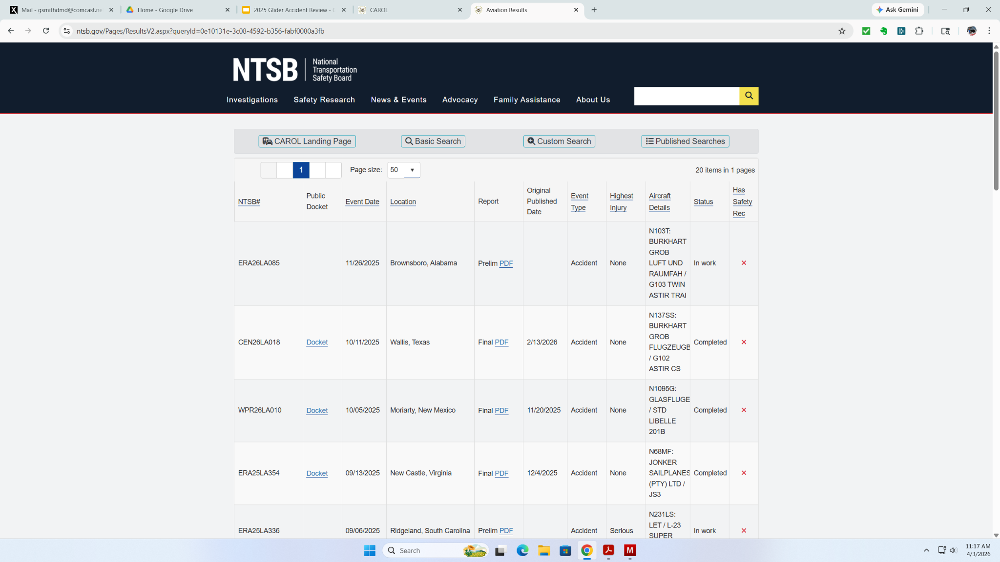 Mail - gsmithdmd@comcast.ne
Home - Google Drive
2025 Glider Accident Review -
CAROL
Aviation Results
Ask Gemini
ntsb.gov/Pages/ResultsV2.aspx?queryId=0e10131e-3c08-4592-b356-fabf0080a3fb
NTSB
National
Transportation
Safety Board
Investigations Safety Research News & Events Advocacy Family Assistance About Us
CAROL Landing Page Basic Search Custom Search Published Searches
1 Page size: 50 20 items in 1 pages
NTSB#
Public
Docket
Event Date
Location
Report
Original
Published
Date
Event
Type
Highest
Injury
Aircraft
Details
Status
Has
Safety
Rec
ERA26LA085
11/26/2025
Brownsboro, Alabama
Prelim PDF
Accident
None
N103T:
BURKHART
GROB
LUFT UND
RAUMFAH /
G103 TWIN
ASTIR TRAI
In work
CEN26LA018
Docket
10/11/2025
Wallis, Texas
Final PDF
2/13/2026
Accident
None
N137SS:
BURKHART
GROB
FLUGZEUGB
/ G102
ASTIR CS
Completed
WPR26LA010
Docket
10/05/2025
Moriarty, New Mexico
Final PDF
11/20/2025
Accident
None
N1095G:
GLASFLUGE
/ STD
LIBELLE
201B
Completed
ERA25LA354
Docket
09/13/2025
New Castle, Virginia
Final PDF
12/4/2025
Accident
None
N68MF:
JONKER
SAILPLANES
(PTY) LTD /
JS3
Completed
ERA25LA336
09/06/2025
Ridgeland, South Carolina
Prelim PDF
Accident
Serious
N231LS:
LET / L-23
SUPER
In work
Search
11:17 AM
4/3/2026